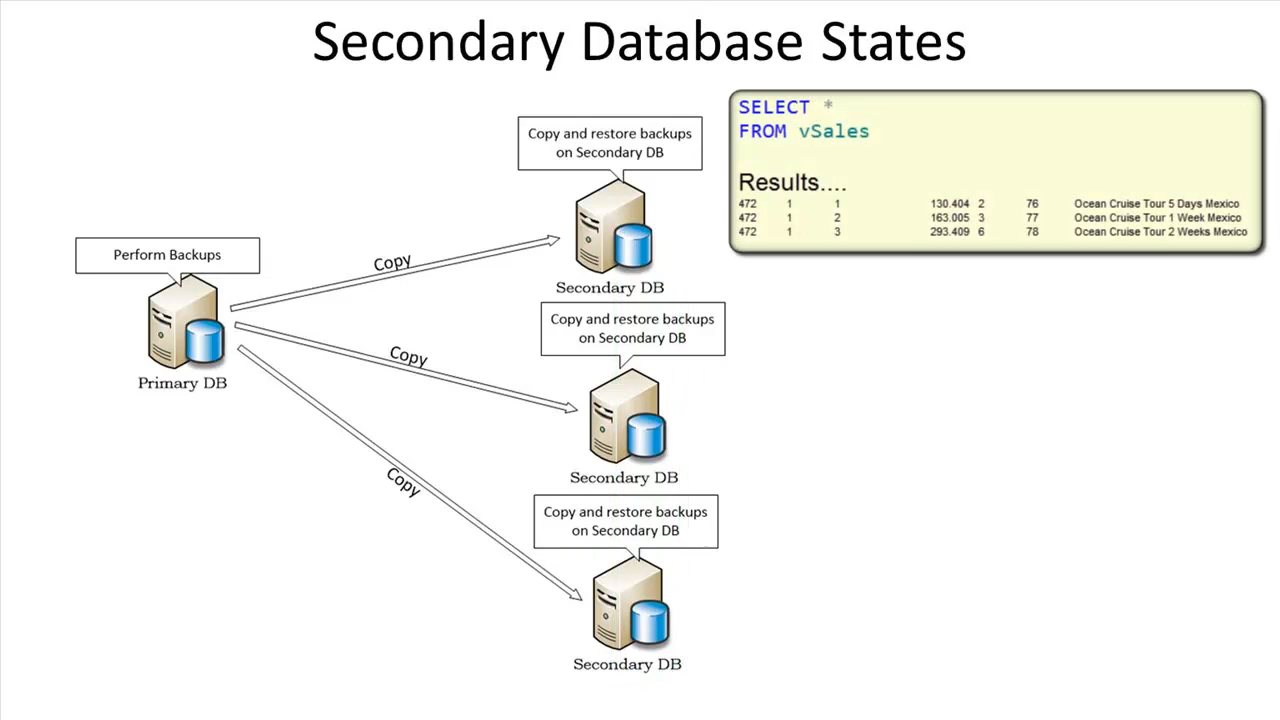 Secondary Database States
SELECT *
FROM vSales
Results....
472 1 1 130.404 2 76 Ocean Cruise Tour 5 Days Mexico
472 1 2 163.005 3 77 Ocean Cruise Tour 1 Week Mexico
472 1 3 293.409 6 78 Ocean Cruise Tour 2 Weeks Mexico
Perform Backups
Primary DB
Copy
Copy
Copy
Copy and restore backups
on Secondary DB
Secondary DB
Copy and restore backups
on Secondary DB
Secondary DB
Copy and restore backups
on Secondary DB
Secondary DB